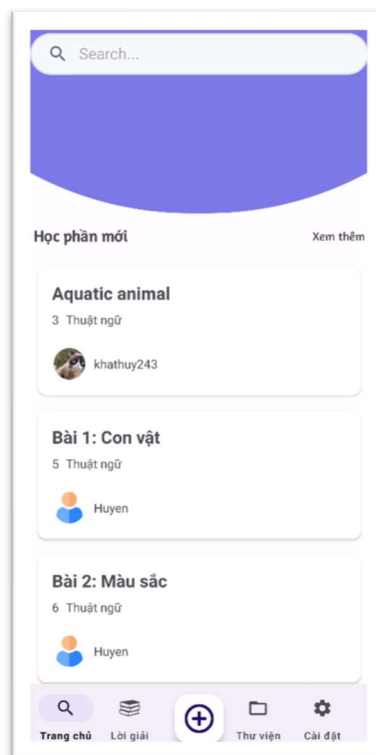 Search...
Học phần mới Xem thêm
Aquatic animal
3 Thuật ngữ
khathuy243
Bài 1: Con vật
5 Thuật ngữ
Huyen
Bài 2: Màu sắc
6 Thuật ngữ
Huyen
Trang chủ Lời giải Thư viện Cài đặt